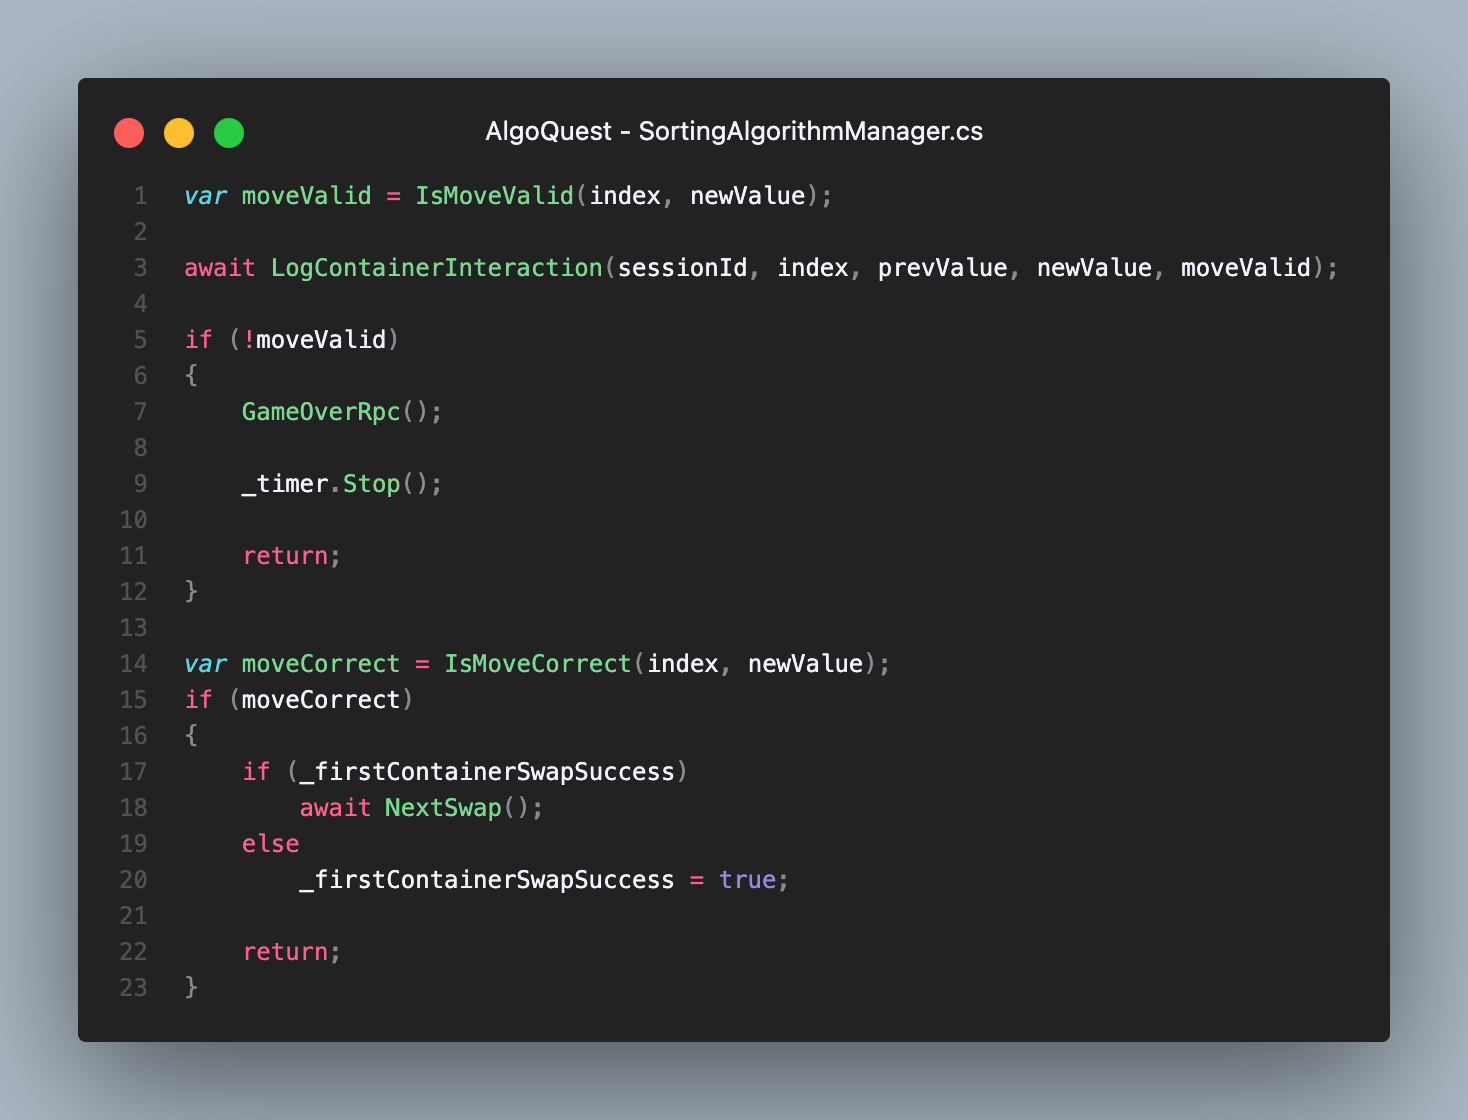 AlgoQuest - SortingAlgorithmManager.cs
1 var moveValid = IsMoveValid(index, newValue);
2
3 await LogContainerInteraction(sessionId, index, prevValue, newValue, moveValid);
4
5 if (!moveValid)
6 {
7     GameOverRpc();
8
9     _timer.Stop();
10
11     return;
12 }
13
14 var moveCorrect = IsMoveCorrect(index, newValue);
15 if (moveCorrect)
16 {
17     if (_firstContainerSwapSuccess)
18         await NextSwap();
19     else
20         _firstContainerSwapSuccess = true;
21
22     return;
23 }